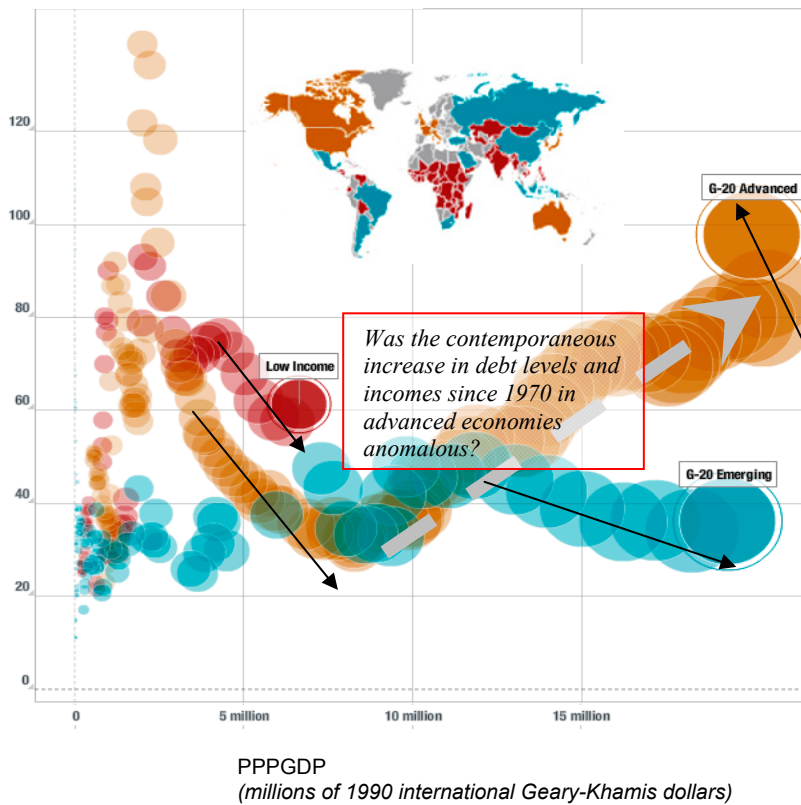 120
100
80
60
40
20
0
G-20 Advanced
Low Income
Was the contemporaneous
increase in debt levels and
incomes since 1970 in
advanced economies
anomalous?
G-20 Emerging
0
5 million
10 million
15 million
PPPGDP
(millions of 1990 international Geary-Khamis dollars)